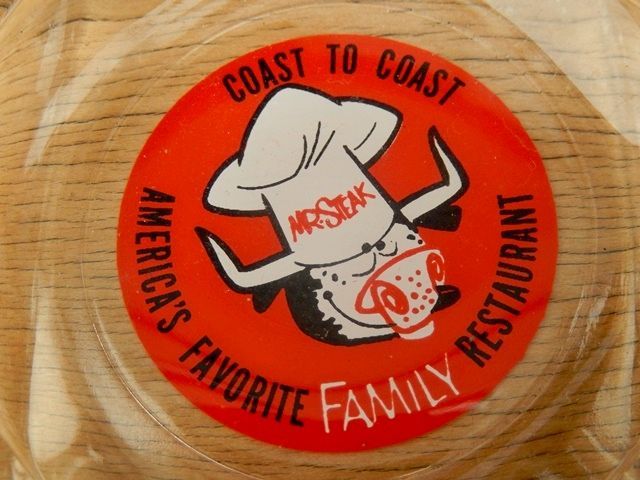 COAST TO COAST
MR. STEAK
AMERICA'S FAVORITE FAMILY RESTAURANT